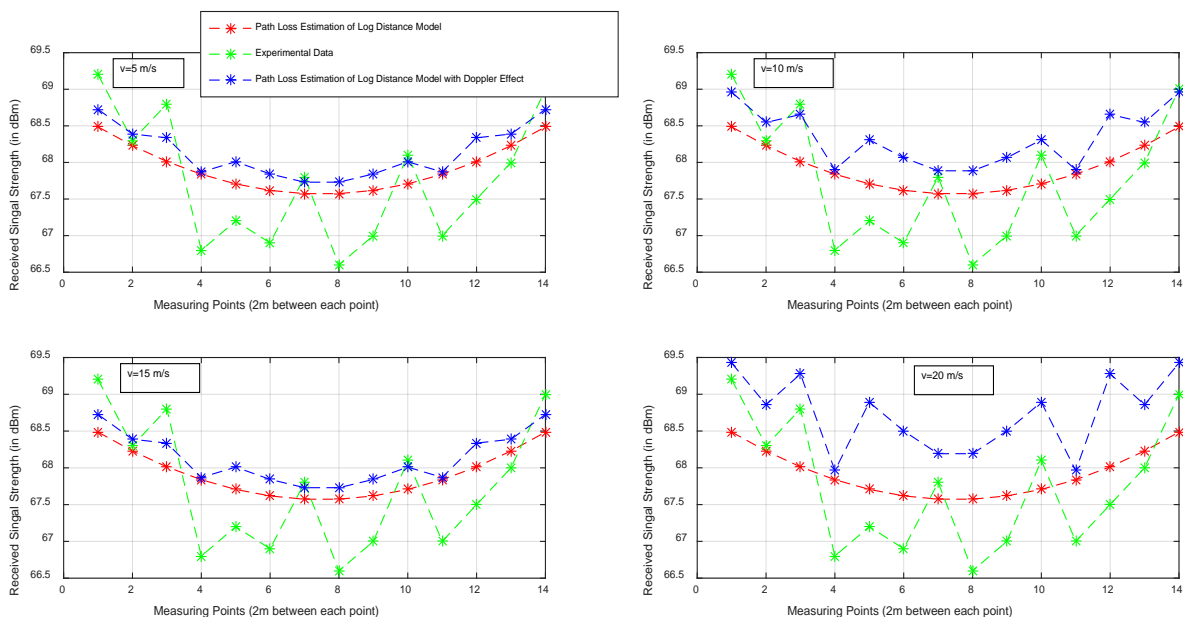 Path Loss Estimation of Log Distance Model
Experimental Data
Path Loss Estimation of Log Distance Model with Doppler Effect
v=5 m/s
69.5
69
68.5
68
67.5
67
66.5
Received Singal Strength (in dBm)
0 2 4 6 8 10 12 14
Measuring Points (2m between each point)
v=10 m/s
69.5
69
68.5
68
67.5
67
66.5
Received Singal Strength (in dBm)
0 2 4 6 8 10 12 14
Measuring Points (2m between each point)
v=15 m/s
69.5
69
68.5
68
67.5
67
66.5
Received Singal Strength (in dBm)
0 2 4 6 8 10 12 14
Measuring Points (2m between each point)
v=20 m/s
69.5
69
68.5
68
67.5
67
66.5
Received Singal Strength (in dBm)
0 2 4 6 8 10 12 14
Measuring Points (2m between each point)